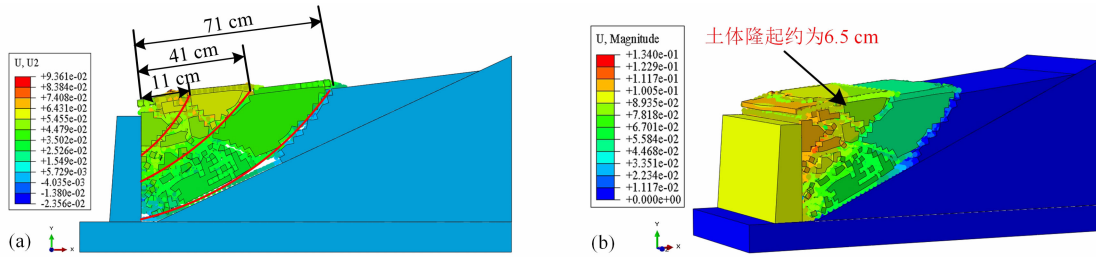 71 cm
41 cm
11 cm
U, U2
+9.361e-02
+8.384e-02
+7.408e-02
+6.431e-02
+5.455e-02
+4.479e-02
+3.502e-02
+2.526e-02
+1.549e-02
+5.729e-03
-4.035e-03
-1.380e-02
-2.356e-02
(a)
Y
X
土体隆起约为6.5 cm
U, Magnitude
+1.340e-01
+1.229e-01
+1.117e-01
+1.005e-01
+8.935e-02
+7.818e-02
+6.701e-02
+5.584e-02
+4.468e-02
+3.351e-02
+2.234e-02
+1.117e-02
+0.000e+00
(b)
Y
Z
X